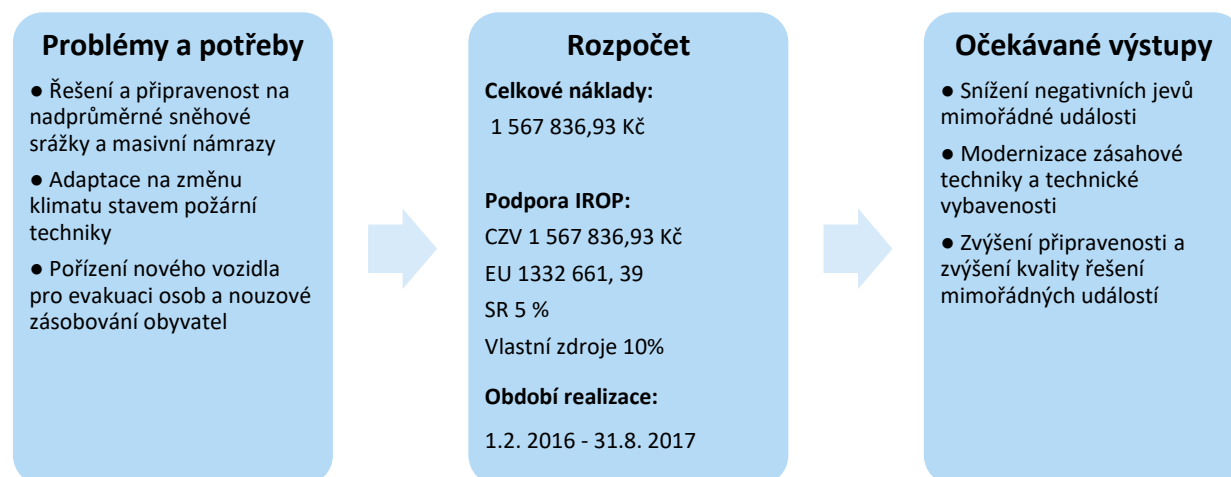 Problémy a potřeby
● Řešení a připravenost na
nadprůměrné sněhové
srážky a masivní námrazy
● Adaptace na změnu
klimatu stavem požární
techniky
● Pořízení nového vozidla
pro evakuaci osob a nouzové
zásobování obyvatel
Rozpočet
Celkové náklady:
1 567 836,93 Kč
Podpora IROP:
CZV 1 567 836,93 Kč
EU 1332 661, 39
SR 5 %
Vlastní zdroje 10%
Období realizace:
1.2. 2016 - 31.8. 2017
Očekávané výstupy
● Snížení negativních jevů
mimořádné události
● Modernizace zásahové
techniky a technické
vybavenosti
● Zvýšení připravenosti a
zvýšení kvality řešení
mimořádných událostí